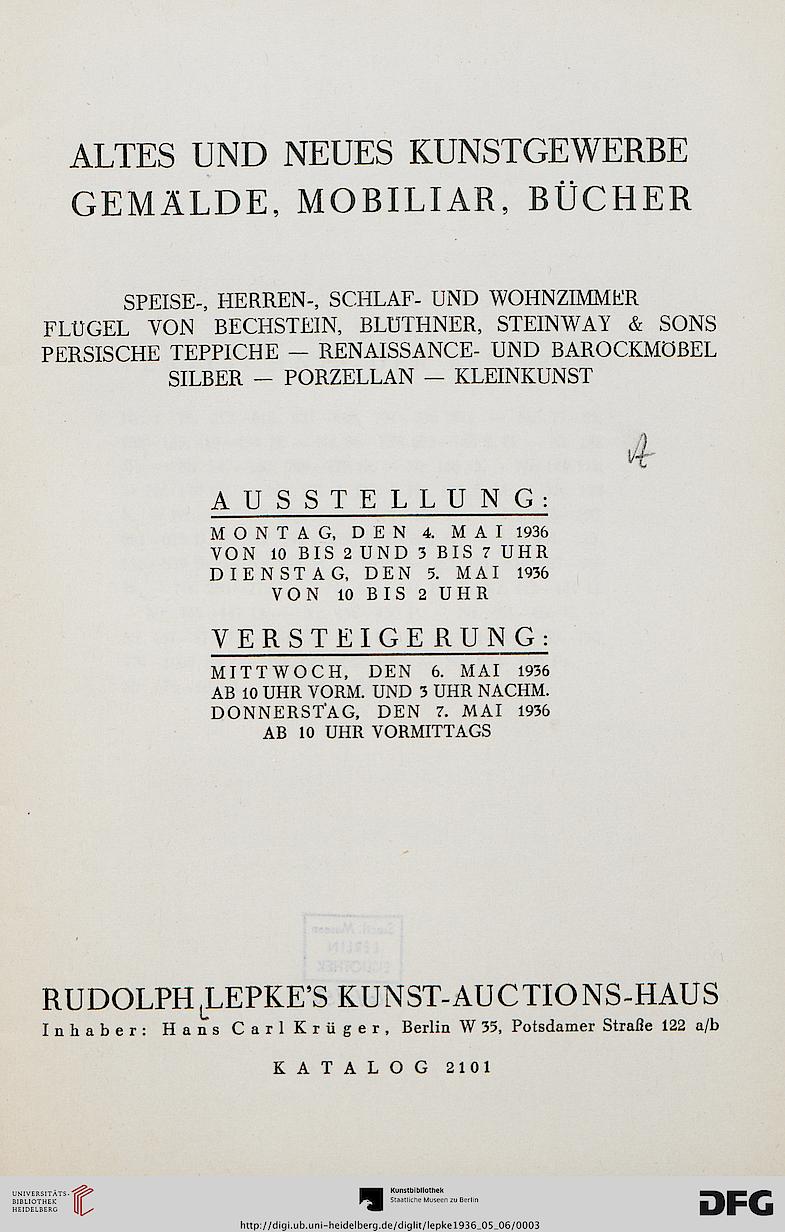 ALTES UND NEUES KUNSTGEWERBE
GEMÄLDE, MOBILIAR, BÜCHER
SPEISE-, HERREN-, SCHLAF- UND WOHNZIMMER
FLÜGEL VON BECHSTEIN, BLÜTHNER, STEINWAY & SONS
PERSISCHE TEPPICHE — RENAISSANCE- UND BAROCKMÖBEL
SILBER — PORZELLAN — KLEINKUNST
AUSSTELLUNG:
MONTAG, DEN 4. MAI 1936
VON 10 BIS 2 UND 3 BIS 7 UHR
DIENSTAG, DEN 5. MAI 1936
VON 10 BIS 2 UHR
VERSTEIGERUNG:
MITTWOCH, DEN 6. MAI 1936
AB 10 UHR VORM. UND 3 UHR NACHM.
DONNERSTAG, DEN 7. MAI 1936
AB 10 UHR VORMITTAGS
RUDOLPH LEPKE'S KUNST-AUCTIONS-HAUS
Inhaber: Hans Carl Krüger, Berlin W 35, Potsdamer Straße 122 a/b
KATALOG 2101
UNIVERSITÄTS-
BIBLIOTHEK
HEIDELBERG
Kunstbibliothek
Staatliche Museen zu Berlin
DFG
http://digi.ub.uni-heidelberg.de/diglit/lepke1936_05_06/0003